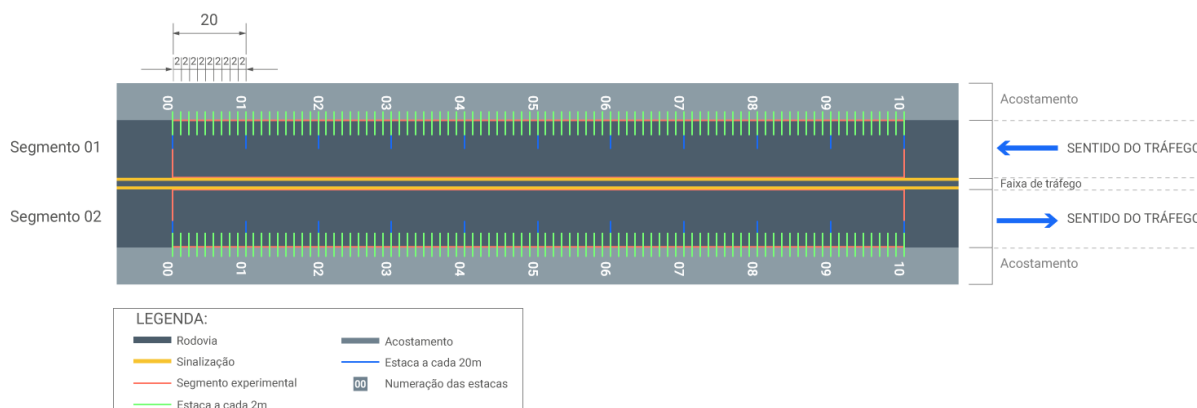 20
2 2 2 2 2 2 2 2 2
00 01 02 03 04 05 06 07 08 09 10
Acostamento
Segmento 01
SENTIDO DO TRÁFEGO
Faixa de tráfego
Segmento 02
SENTIDO DO TRÁFEGO
00 01 02 03 04 05 06 07 08 09 10
Acostamento
LEGENDA:
Rodovia
Acostamento
Sinalização
Estaca a cada 20m
Segmento experimental
00 Numeração das estacas
Estaca a cada 2m